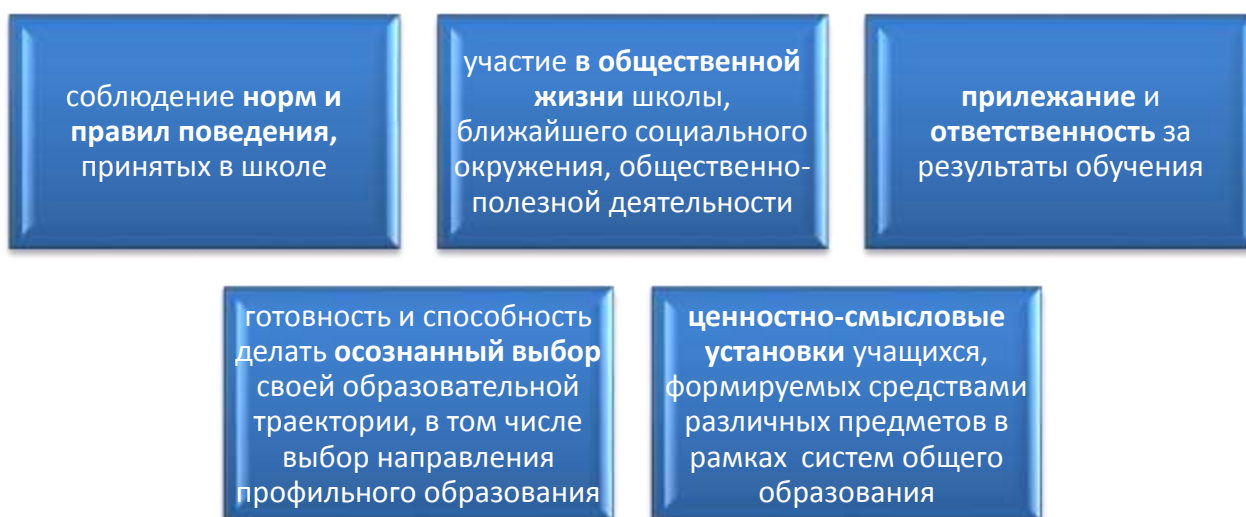 соблюдение норм и
правил поведения,
принятых в школе
участие в общественной
жизни школы,
ближайшего социального
окружения, общественно-
полезной деятельности
прилежание и
ответственность за
результаты обучения
готовность и способность
делать осознанный выбор
своей образовательной
траектории, в том числе
выбор направления
профильного образования
ценностно-смысловые
установки учащихся,
формируемых средствами
различных предметов в
рамках систем общего
образования